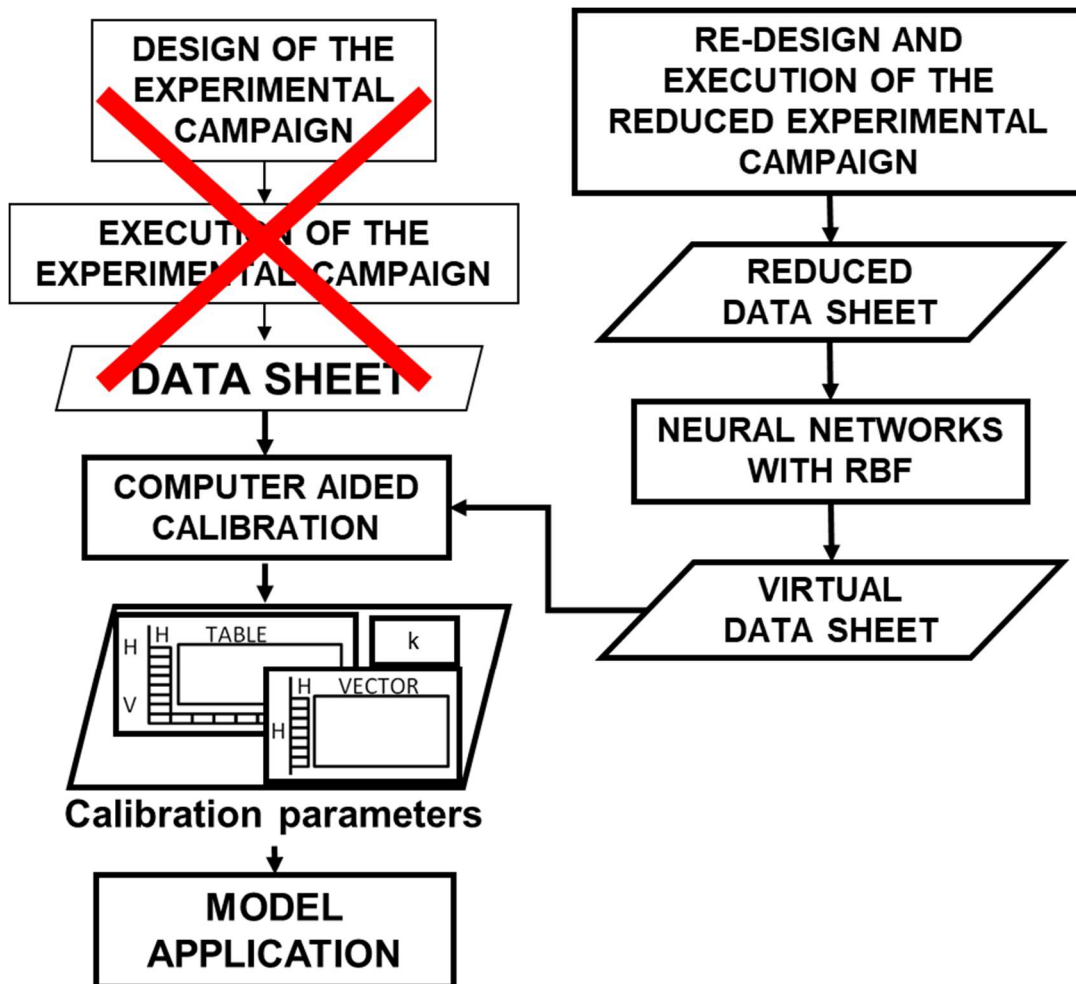 DESIGN OF THE
EXPERIMENTAL
CAMPAIGN
EXECUTION OF THE
EXPERIMENTAL CAMPAIGN
DATA SHEET
COMPUTER AIDED
CALIBRATION
H TABLE
H
V
k
H VECTOR
H
Calibration parameters
MODEL
APPLICATION
RE-DESIGN AND
EXECUTION OF THE
REDUCED EXPERIMENTAL
CAMPAIGN
REDUCED
DATA SHEET
NEURAL NETWORKS
WITH RBF
VIRTUAL
DATA SHEET